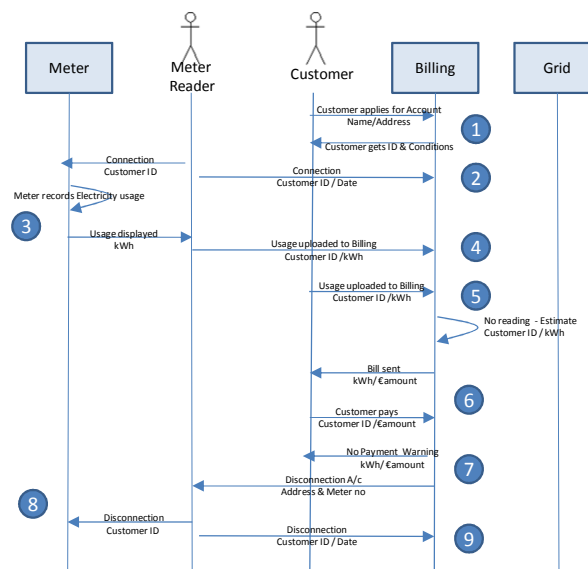 Meter
Meter
Reader
Customer
Billing
Grid
Customer applies for Account
Name/Address
1
Customer gets ID & Conditions
Connection
Customer ID
Connection
Customer ID / Date
2
Meter records Electricity usage
3
Usage displayed
kWh
Usage uploaded to Billing
Customer ID /kWh
4
Usage uploaded to Billing
Customer ID / kWh
5
No reading - Estimate
Customer ID / kWh
Bill sent
kWh/ €amount
6
Customer pays
Customer ID /€amount
No Payment Warning
kWh/ €amount
7
Disconnection A/c
Address & Meter no
8
Disconnection
Customer ID
Disconnection
Customer ID / Date
9